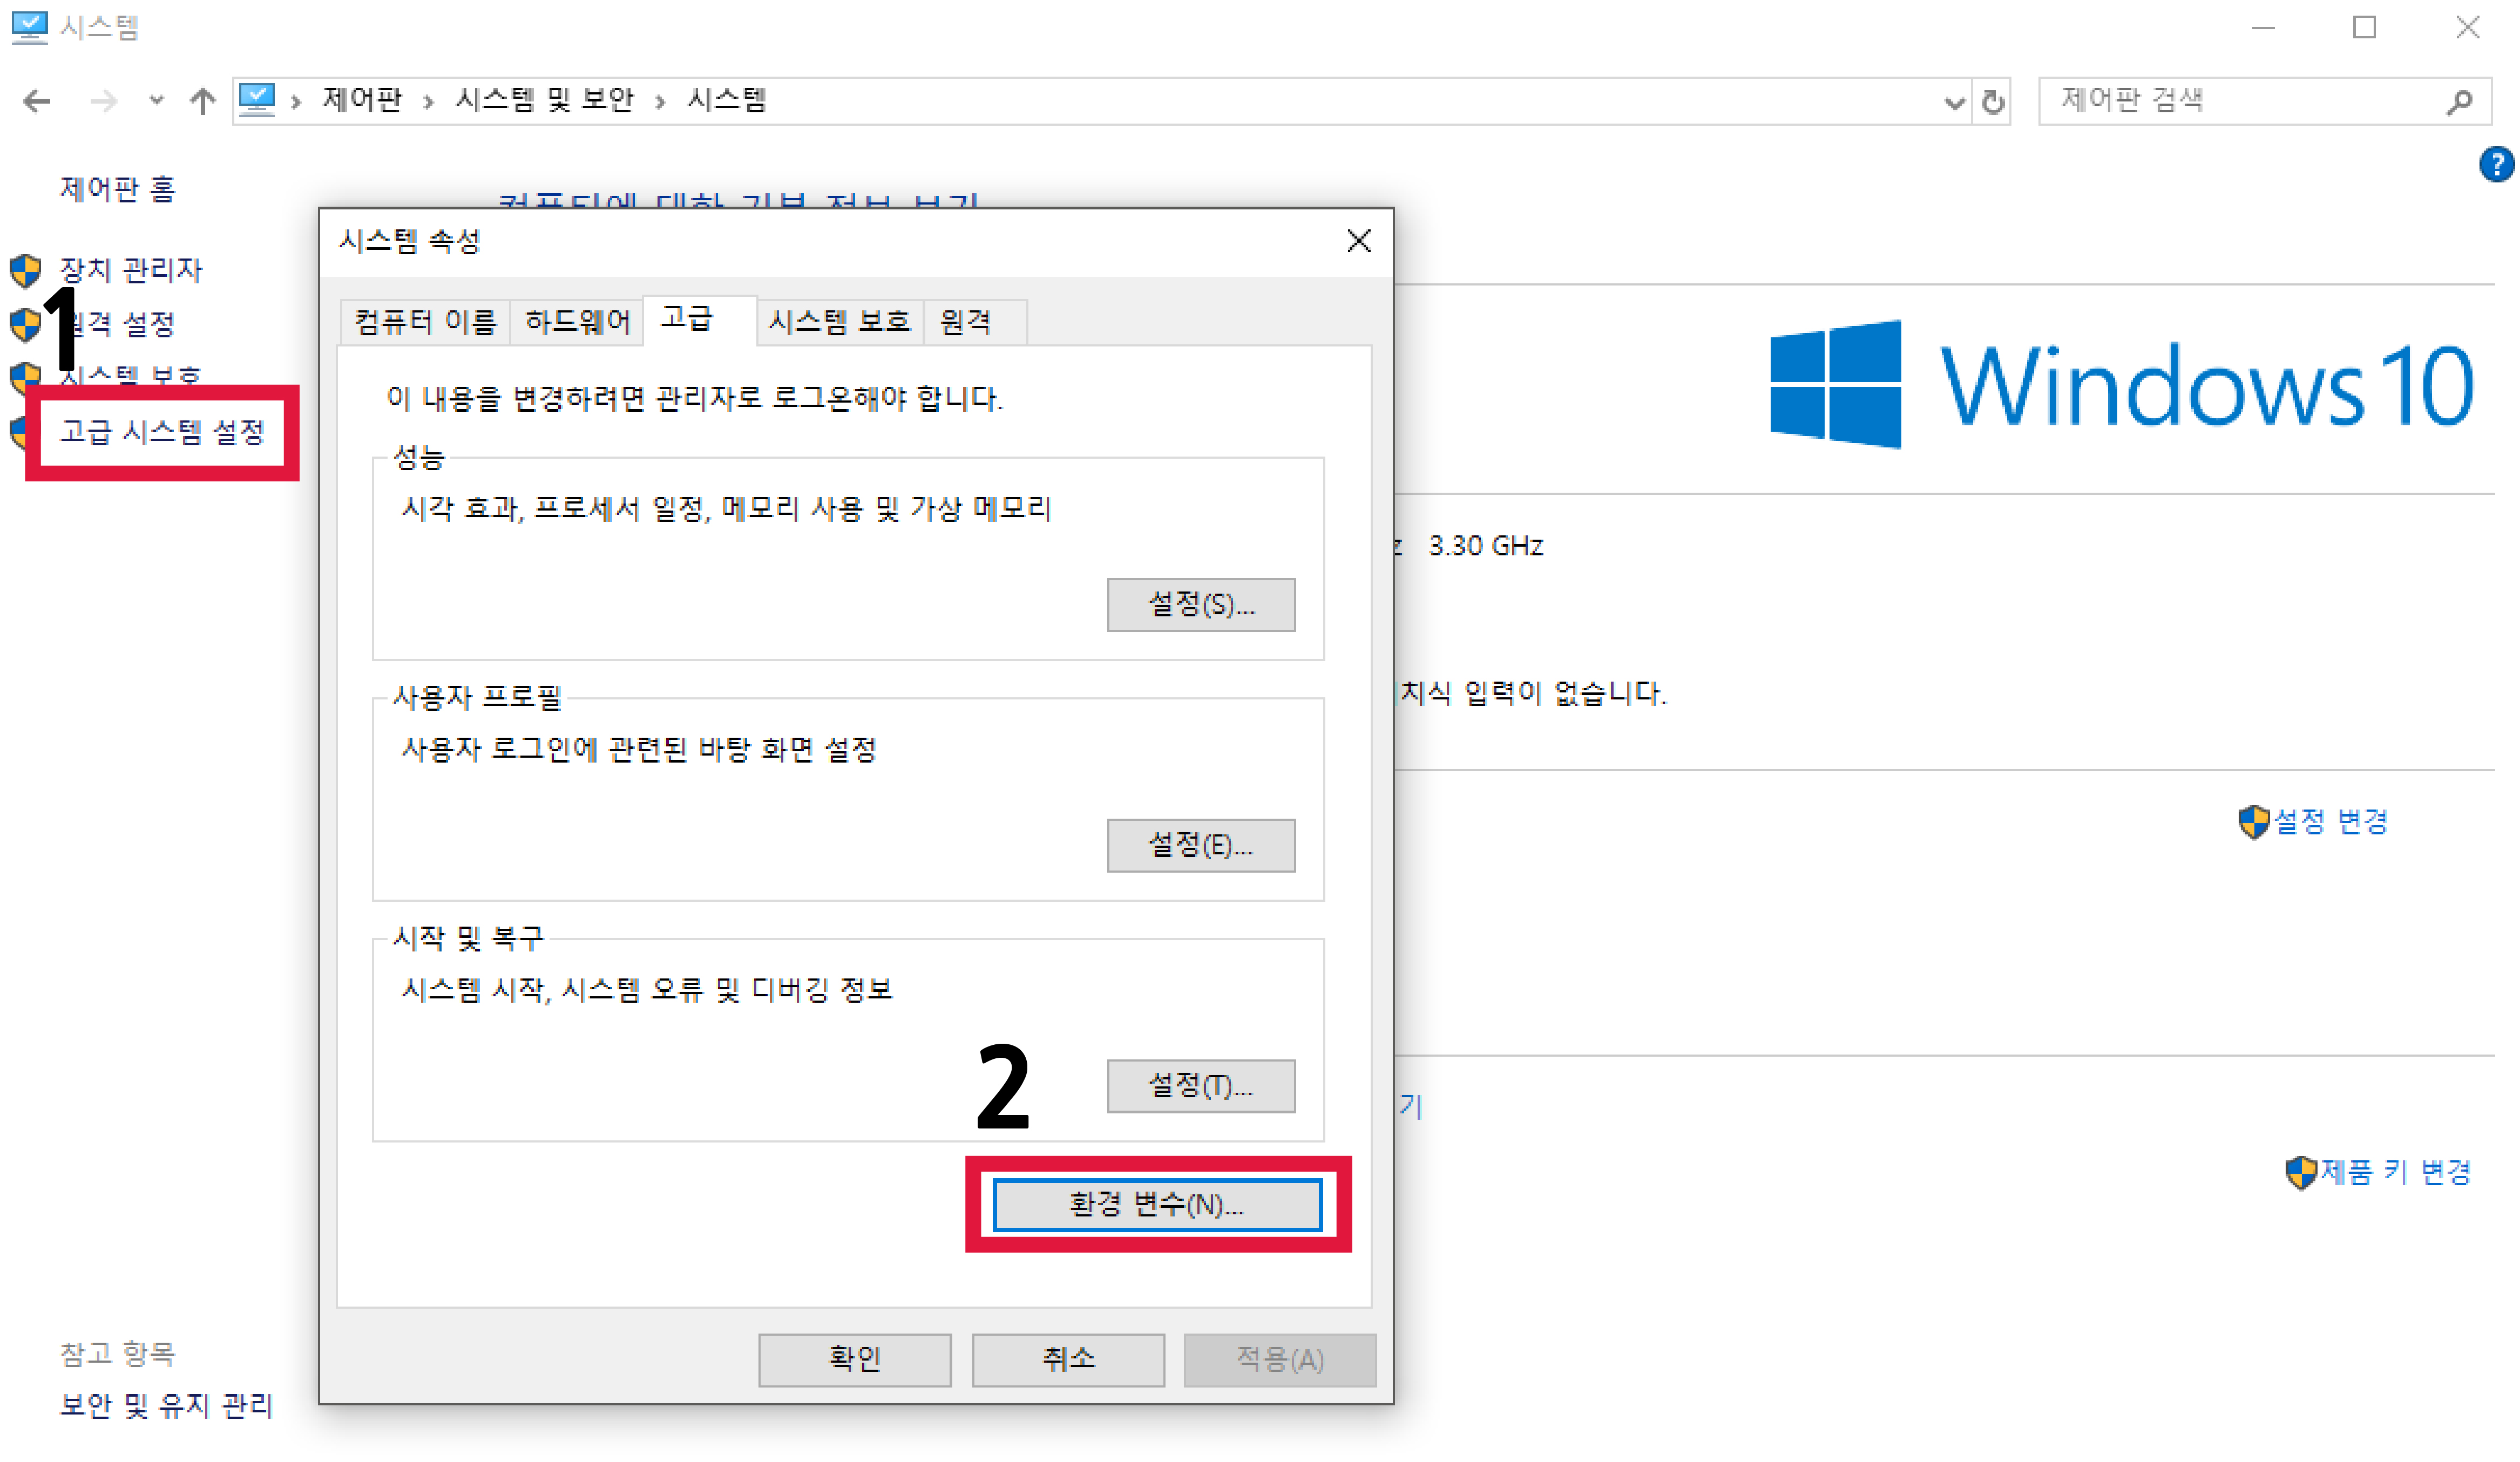 시스템
제어판 › 시스템 및 보안 › 시스템
제어판 검색
제어판 홈
컴퓨터에 대한 기본 정보 보기
장치 관리자
1
원격 설정
시스템 보호
고급 시스템 설정
시스템 속성
컴퓨터 이름 하드웨어 고급 시스템 보호 원격
이 내용을 변경하려면 관리자로 로그온해야 합니다.
성능
시각 효과, 프로세서 일정, 메모리 사용 및 가상 메모리
설정(S)...
사용자 프로필
사용자 로그인에 관련된 바탕 화면 설정
설정(E)...
시작 및 복구
시스템 시작, 시스템 오류 및 디버깅 정보
2
설정(T)...
환경 변수(N)...
확인 취소 적용(A)
Windows 10
z 3.30 GHz
치식 입력이 없습니다.
설정 변경
기
제품 키 변경
참고 항목
보안 및 유지 관리